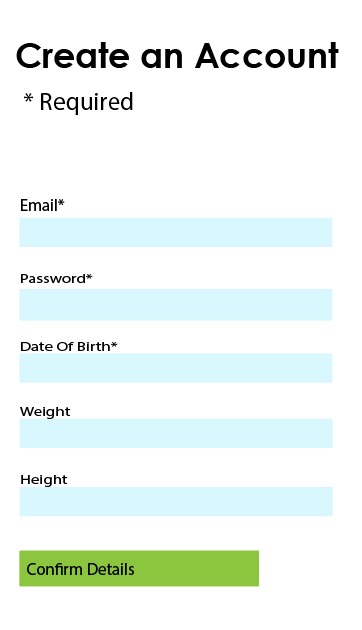 Create an Account
* Required
Email*
Password*
Date Of Birth*
Weight
Height
Confirm Details